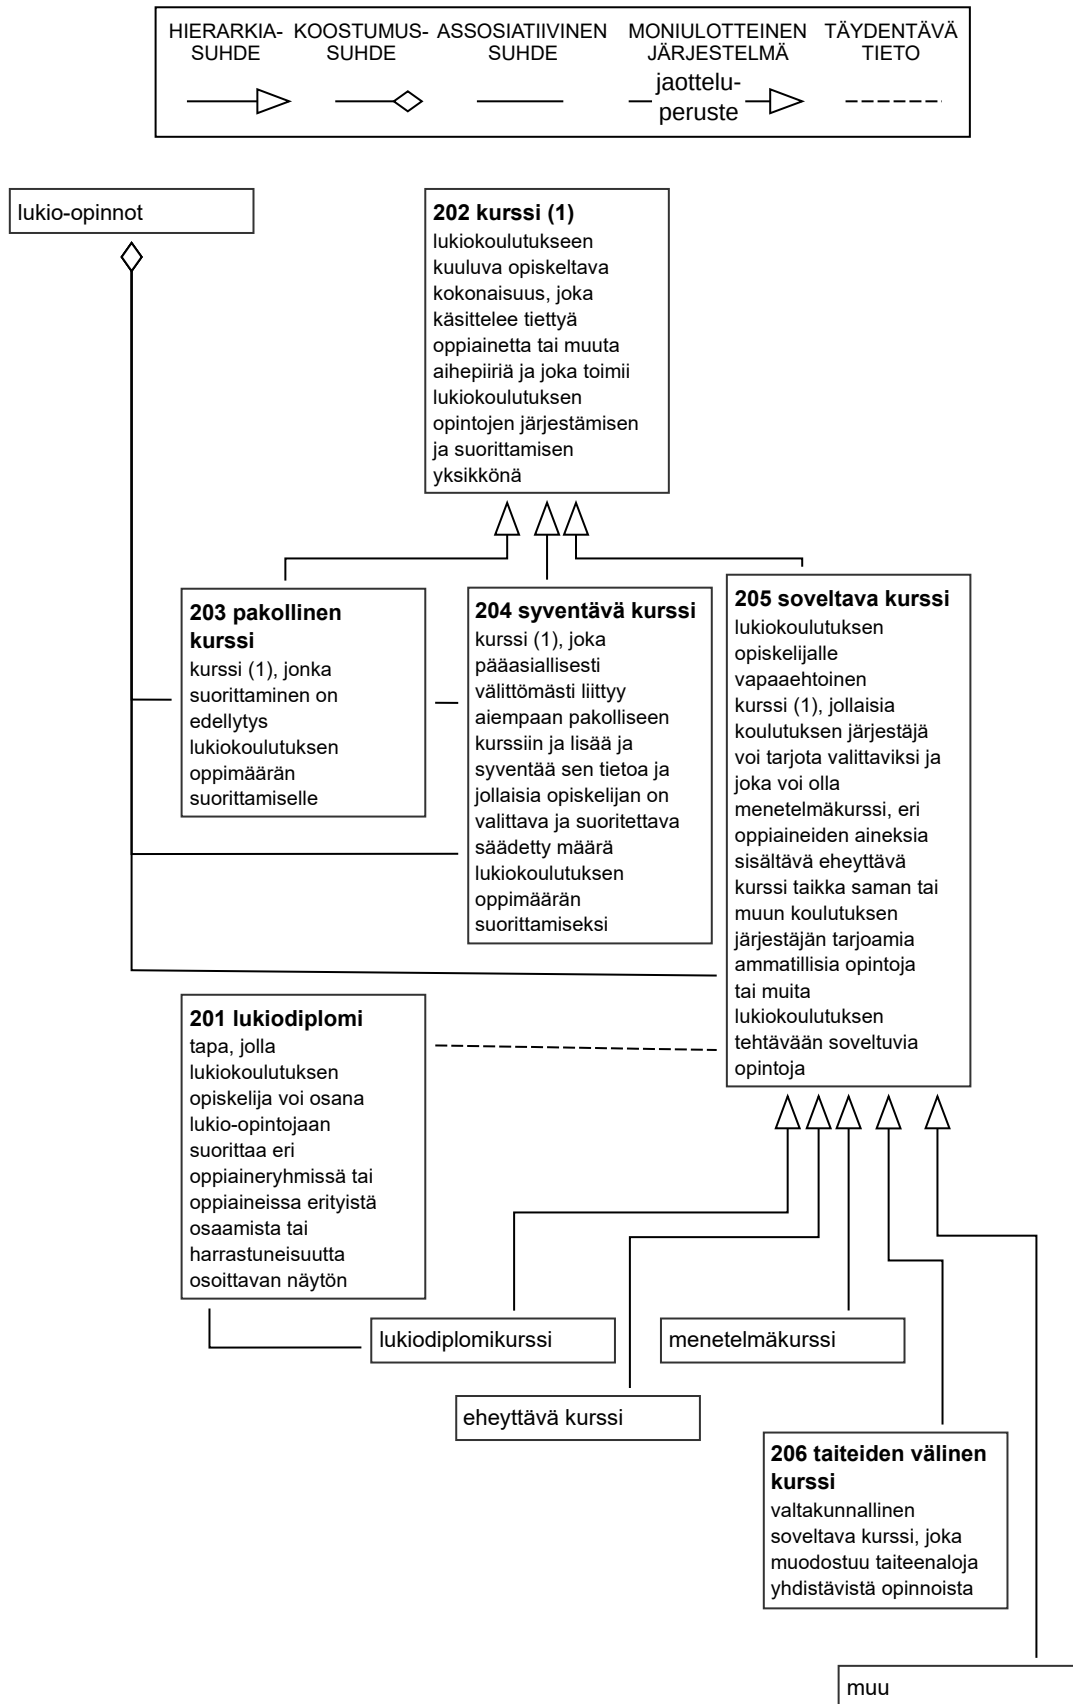 HIERARKIA-
SUHDE
KOOSTUMUS-
SUHDE
ASSOSIATIIVINEN
SUHDE
MONIULOTTEINEN
JÄRJESTELMÄ
jaottelu-
peruste
TÄYDENTÄVÄ
TIETO
lukio-opinnot
202 kurssi (1)
lukiokoulutukseen
kuuluva opiskeltava
kokonaisuus, joka
käsittelee tiettyä
oppiainetta tai muuta
aihepiiriä ja joka toimii
lukiokoulutuksen
opintojen järjestämisen
ja suorittamisen
yksikkönä
203 pakollinen
kurssi
kurssi (1), jonka
suorittaminen on
edellytys
lukiokoulutuksen
oppimäärän
suorittamiselle
204 syventävä kurssi
kurssi (1), joka
pääasiallisesti
välittömästi liittyy
aiempaan pakolliseen
kurssiin ja lisää ja
syventää sen tietoa ja
jollaisia opiskelijan on
valittava ja suoritettava
säädetty määrä
lukiokoulutuksen
oppimäärän
suorittamiseksi
205 soveltava kurssi
lukiokoulutuksen
opiskelijalle
vapaaehtoinen
kurssi (1), jollaisia
koulutuksen järjestäjä
voi tarjota valittaviksi ja
joka voi olla
menetelmäkurssi, eri
oppiaineiden aineksia
sisältävä eheyttävä
kurssi taikka saman tai
muun koulutuksen
järjestäjän tarjoamia
ammatillisia opintoja
tai muita
lukiokoulutuksen
tehtävään soveltuvia
opintoja
201 lukiodiplomi
tapa, jolla
lukiokoulutuksen
opiskelija voi osana
lukio-opintojaan
suorittaa eri
oppiaineryhmissä tai
oppiaineissa erityistä
osaamista tai
harrastuneisuutta
osoittavan näytön
lukiodiplomikurssi
menetelmäkurssi
eheyttävä kurssi
206 taiteiden välinen
kurssi
valtakunnallinen
soveltava kurssi, joka
muodostuu taiteenaloja
yhdistävistä opinnoista
muu